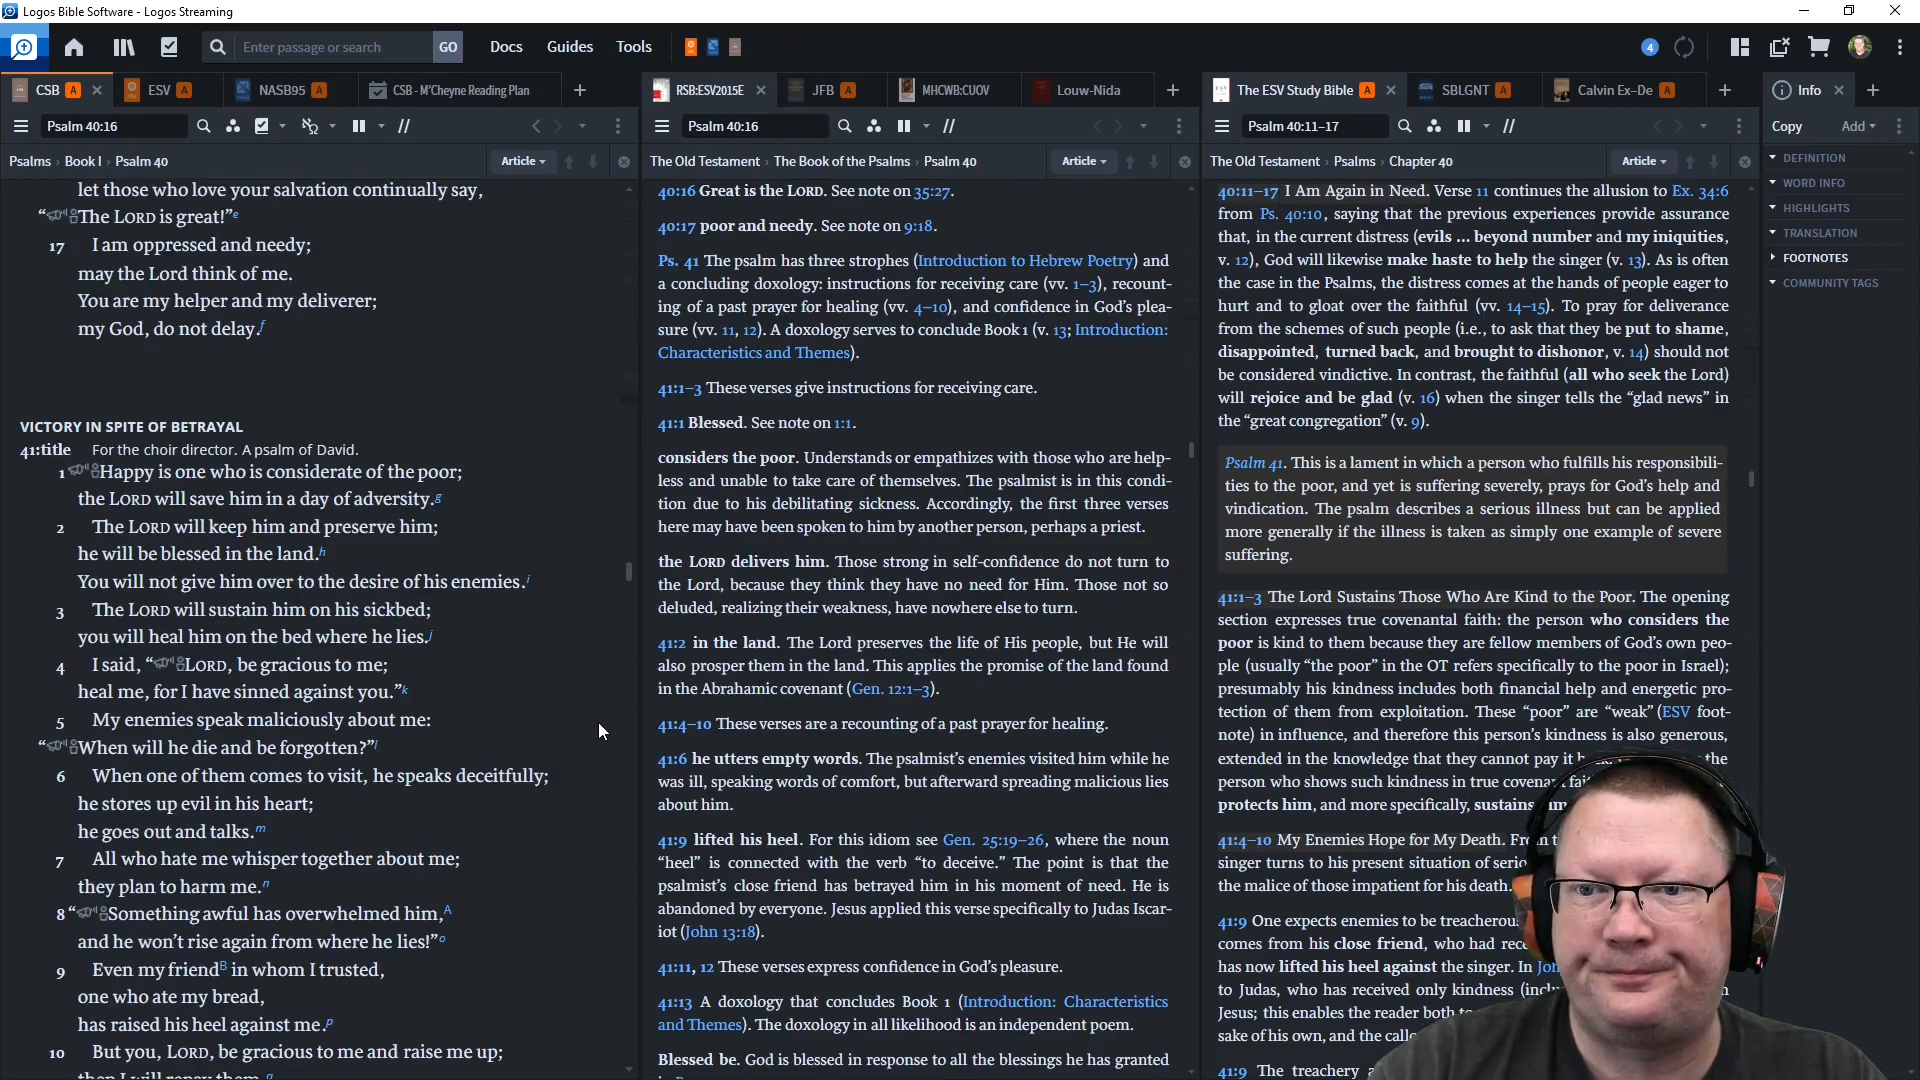 Logos Bible Software - Logos Streaming
Enter passage or search
GO
Docs
Guides
Tools
4
CSB A
ESV A
NASB95 A
CSB - M'Cheyne Reading Plan
Psalm 40:16
Psalms › Book I › Psalm 40
Article
let those who love your salvation continually say,
“The LORD is great!”e
17 I am oppressed and needy;
may the Lord think of me.
You are my helper and my deliverer;
my God, do not delay.f
VICTORY IN SPITE OF BETRAYAL
41:title For the choir director. A psalm of David.
1 Happy is one who is considerate of the poor;
the LORD will save him in a day of adversity.g
2 The LORD will keep him and preserve him;
he will be blessed in the land.h
You will not give him over to the desire of his enemies.i
3 The LORD will sustain him on his sickbed;
you will heal him on the bed where he lies.j
4 I said, “LORD, be gracious to me;
heal me, for I have sinned against you.”k
5 My enemies speak maliciously about me:
“When will he die and be forgotten?”l
6 When one of them comes to visit, he speaks deceitfully;
he stores up evil in his heart;
he goes out and talks.m
7 All who hate me whisper together about me;
they plan to harm me.n
8 “Something awful has overwhelmed him,A
and he won’t rise again from where he lies!”o
9 Even my friendB in whom I trusted,
one who ate my bread,
has raised his heel against me.p
10 But you, LORD, be gracious to me and raise me up;
then I will repay them.q
RSB:ESV2015E
JFB A
MHCWB:CUOV
Louw-Nida
Psalm 40:16
The Old Testament › The Book of the Psalms › Psalm 40
Article
40:16 Great is the LORD. See note on 35:27.
40:17 poor and needy. See note on 9:18.
Ps. 41 The psalm has three strophes (Introduction to Hebrew Poetry) and
a concluding doxology: instructions for receiving care (vv. 1–3), recount-
ing of a past prayer for healing (vv. 4–10), and confidence in God’s plea-
sure (vv. 11, 12). A doxology serves to conclude Book 1 (v. 13; Introduction:
Characteristics and Themes).
41:1–3 These verses give instructions for receiving care.
41:1 Blessed. See note on 1:1.
considers the poor. Understands or empathizes with those who are help-
less and unable to take care of themselves. The psalmist is in this condi-
tion due to his debilitating sickness. Accordingly, the first three verses
here may have been spoken to him by another person, perhaps a priest.
the LORD delivers him. Those strong in self-confidence do not turn to
the Lord, because they think they have no need for Him. Those not so
deluded, realizing their weakness, have nowhere else to turn.
41:2 in the land. The Lord preserves the life of His people, but He will
also prosper them in the land. This applies the promise of the land found
in the Abrahamic covenant (Gen. 12:1–3).
41:4–10 These verses are a recounting of a past prayer for healing.
41:6 he utters empty words. The psalmist’s enemies visited him while he
was ill, speaking words of comfort, but afterward spreading malicious lies
about him.
41:9 lifted his heel. For this idiom see Gen. 25:19–26, where the noun
“heel” is connected with the verb “to deceive.” The point is that the
psalmist’s close friend has betrayed him in his moment of need. He is
abandoned by everyone. Jesus applied this verse specifically to Judas Iscar-
iot (John 13:18).
41:11, 12 These verses express confidence in God’s pleasure.
41:13 A doxology that concludes Book 1 (Introduction: Characteristics
and Themes). The doxology in all likelihood is an independent poem.
Blessed be. God is blessed in response to all the blessings he has granted
The ESV Study Bible A
SBLGNT A
Calvin Ex–De A
Psalm 40:11–17
The Old Testament › Psalms › Chapter 40
Article
40:11–17 I Am Again in Need. Verse 11 continues the allusion to Ex. 34:6
from Ps. 40:10, saying that the previous experiences provide assurance
that, in the current distress (evils ... beyond number and my iniquities,
v. 12), God will likewise make haste to help the singer (v. 13). As is often
the case in the Psalms, the distress comes at the hands of people eager to
hurt and to gloat over the faithful (vv. 14–15). To pray for deliverance
from the schemes of such people (i.e., to ask that they be put to shame,
disappointed, turned back, and brought to dishonor, v. 14) should not
be considered vindictive. In contrast, the faithful (all who seek the Lord)
will rejoice and be glad (v. 16) when the singer tells the “glad news” in
the “great congregation” (v. 9).
Psalm 41. This is a lament in which a person who fulfills his responsibili-
ties to the poor, and yet is suffering severely, prays for God’s help and
vindication. The psalm describes a serious illness but can be applied
more generally if the illness is taken as simply one example of severe
suffering.
41:1–3 The Lord Sustains Those Who Are Kind to the Poor. The opening
section expresses true covenantal faith: the person who considers the
poor is kind to them because they are fellow members of God’s own peo-
ple (usually “the poor” in the OT refers specifically to the poor in Israel);
presumably his kindness includes both financial help and energetic pro-
tection of them from exploitation. These “poor” are “weak” (ESV foot-
note) in influence, and therefore this person’s kindness is also generous,
extended in the knowledge that they cannot pay it the
person who shows such kindness in true covenan
protects him, and more specifically, sustains
41:4–10 My Enemies Hope for My Death.
singer turns to his present situation of
the malice of those impatient for his death.
41:9 One expects enemies to be
comes from his close friend, who had
has now lifted his heel against the singer. In
to Judas, who has received only kindness
Jesus; this enables the reader both
sake of his own, and the
41:9 The treachery
Info
Copy
Add
DEFINITION
WORD INFO
HIGHLIGHTS
TRANSLATION
FOOTNOTES
COMMUNITY TAGS